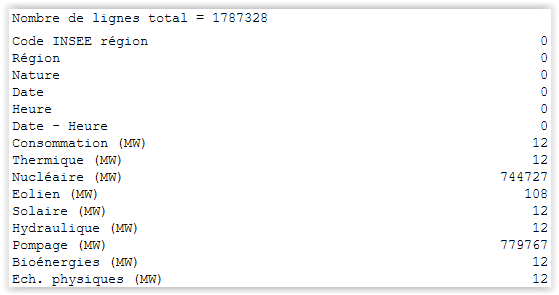 Nombre de lignes total = 1787328
Code INSEE région 0
Région 0
Nature 0
Date 0
Heure 0
Date - Heure 0
Consommation (MW) 12
Thermique (MW) 12
Nucléaire (MW) 744727
Eolien (MW) 108
Solaire (MW) 12
Hydraulique (MW) 12
Pompage (MW) 779767
Bioénergies (MW) 12
Ech. physiques (MW) 12